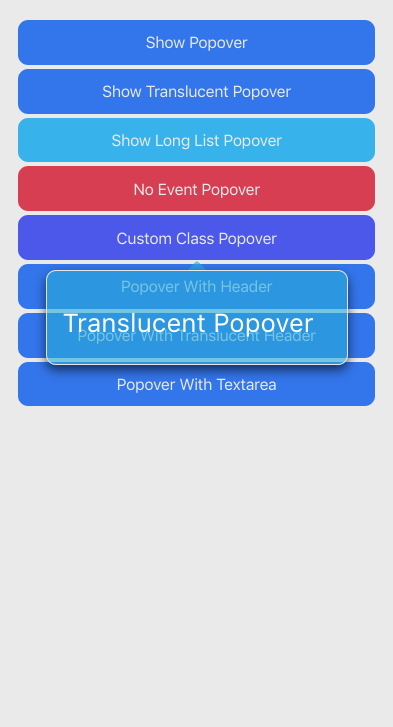 Show Popover
Show Translucent Popover
Show Long List Popover
No Event Popover
Custom Class Popover
Popover With Header
Translucent Popover
Popover With Translucent Header
Popover With Textarea